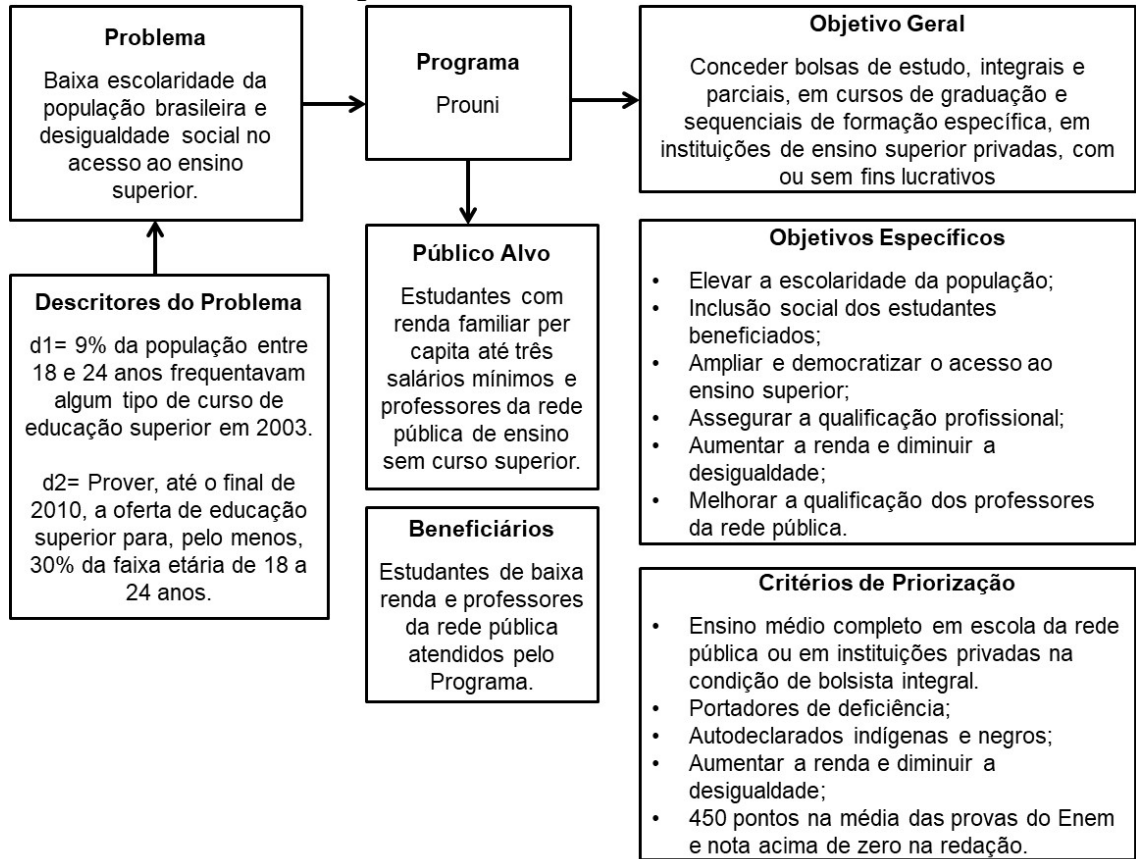 Problema
Baixa escolaridade da
população brasileira e
desigualdade social no
acesso ao ensino
superior.
Descritores do Problema
d1= 9% da população entre
18 e 24 anos frequentavam
algum tipo de curso de
educação superior em 2003.
d2= Prover, até o final de
2010, a oferta de educação
superior para, pelo menos,
30% da faixa etária de 18 a
24 anos.
Programa
Prouni
Público Alvo
Estudantes com
renda familiar per
capita até três
salários mínimos e
professores da rede
pública de ensino
sem curso superior.
Beneficiários
Estudantes de baixa
renda e professores
da rede pública
atendidos pelo
Programa.
Objetivo Geral
Conceder bolsas de estudo, integrais e
parciais, em cursos de graduação e
sequenciais de formação específica, em
instituições de ensino superior privadas, com
ou sem fins lucrativos
Objetivos Específicos
• Elevar a escolaridade da população;
• Inclusão social dos estudantes
beneficiados;
• Ampliar e democratizar o acesso ao
ensino superior;
• Assegurar a qualificação profissional;
• Aumentar a renda e diminuir a
desigualdade;
• Melhorar a qualificação dos professores
da rede pública.
Critérios de Priorização
• Ensino médio completo em escola da rede
pública ou em instituições privadas na
condição de bolsista integral.
• Portadores de deficiência;
• Autodeclarados indígenas e negros;
• Aumentar a renda e diminuir a
desigualdade;
• 450 pontos na média das provas do Enem
e nota acima de zero na redação.